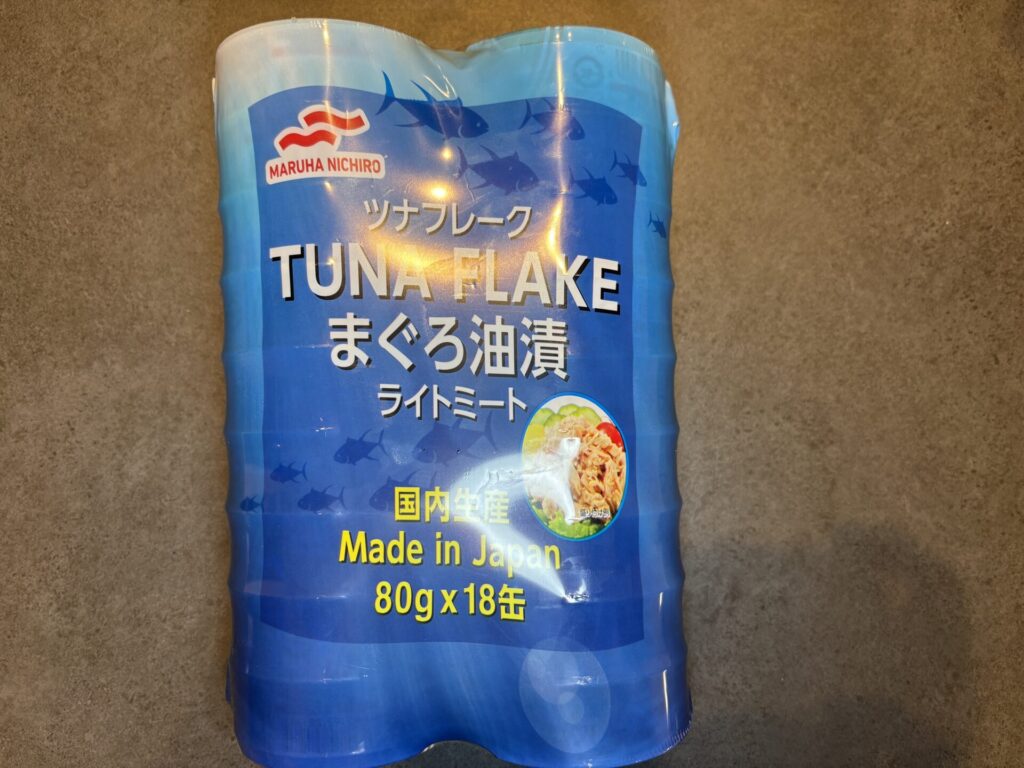 MARUHA NICHIRO
ツナフレーク
TUNA FLAKE
まぐろ油漬
ライトミート
国内生産
Made in Japan
80g x 18缶